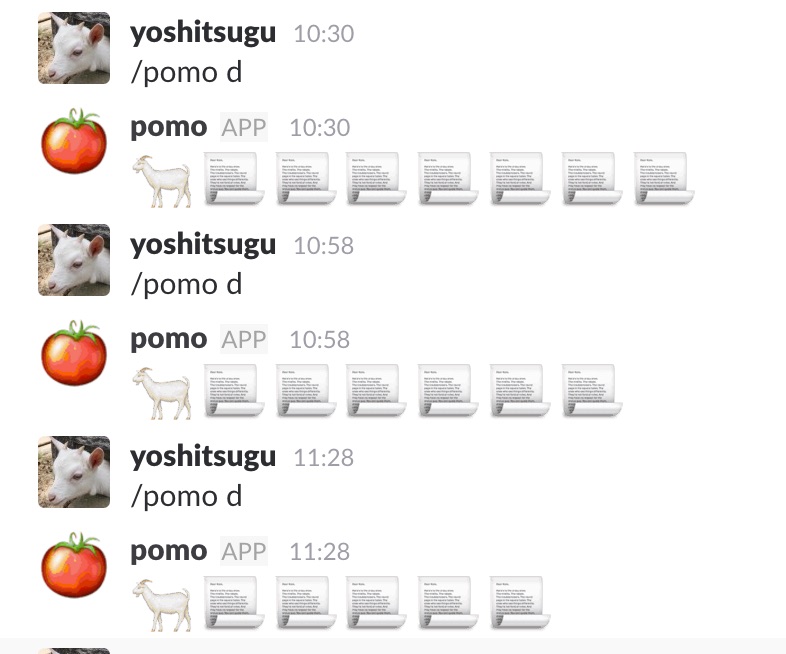 yoshitsugu 10:30
/pomo d
pomo APP 10:30
yoshitsugu 10:58
/pomo d
pomo APP 10:58
yoshitsugu 11:28
/pomo d
pomo APP 11:28